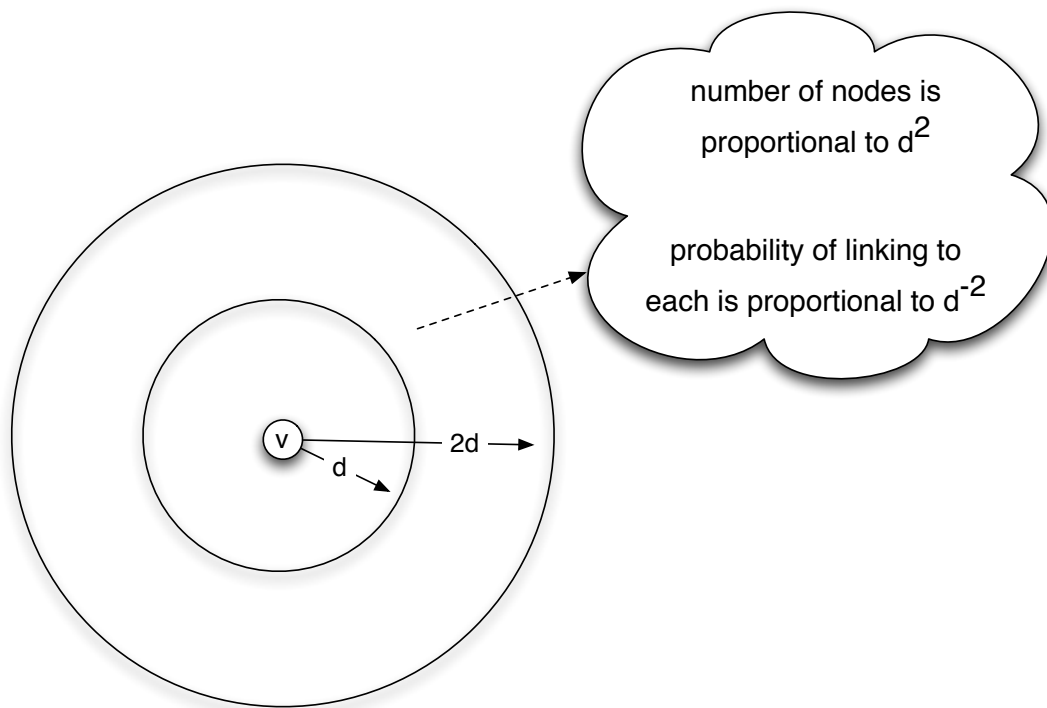 number of nodes is
proportional to d²
probability of linking to
each is proportional to d⁻²
v
2d
d